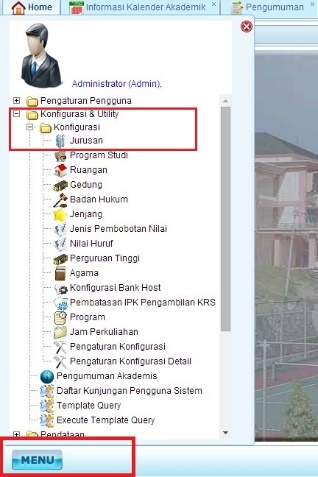 Home Informasi Kalender Akademik × Pengumuman ×
Administrator (Admin),
Pengaturan Pengguna
Konfigurasi & Utility
Konfigurasi
Jurusan
Program Studi
Ruangan
Gedung
Badan Hukum
Jenjang
Jenis Pembobotan Nilai
Nilai Huruf
Perguruan Tinggi
Agama
Konfigurasi Bank Host
Pembatasan IPK Pengambilan KRS
Program
Jam Perkuliahan
Pengaturan Konfigurasi
Pengaturan Konfigurasi Detail
Pengumuman Akademis
Daftar Kunjungan Pengguna Sistem
Template Query
Execute Template Query
Pendataan
MENU